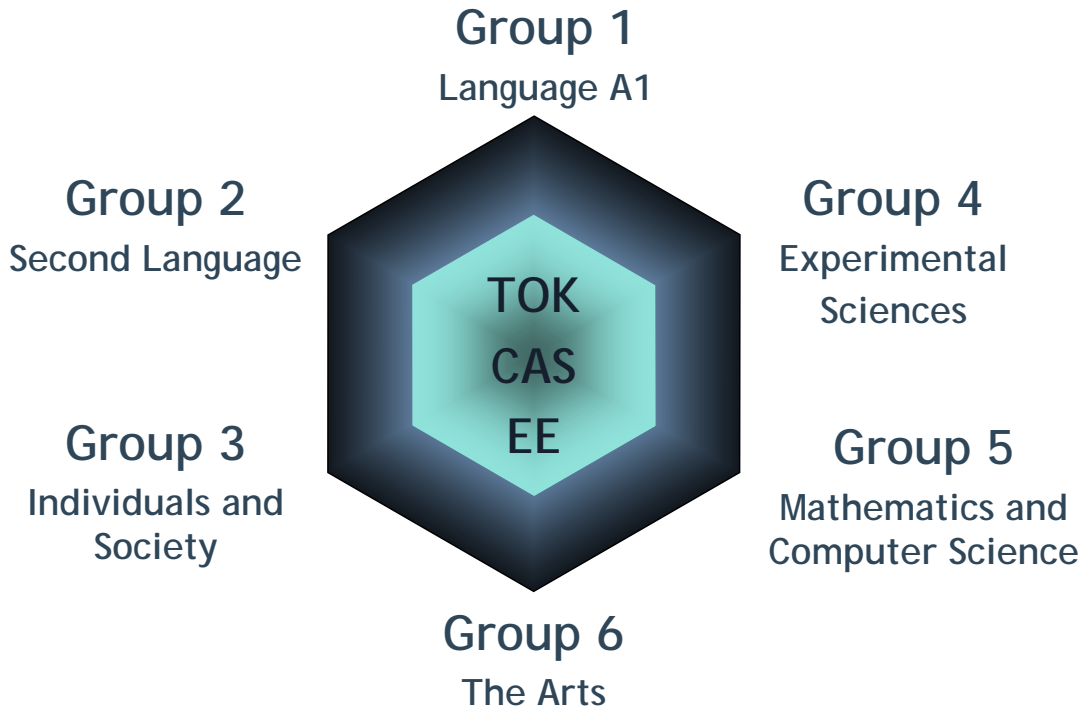 Group 1
Language A1
Group 2
Second Language
Group 4
Experimental
Sciences
TOK
CAS
EE
Group 3
Individuals and
Society
Group 5
Mathematics and
Computer Science
Group 6
The Arts